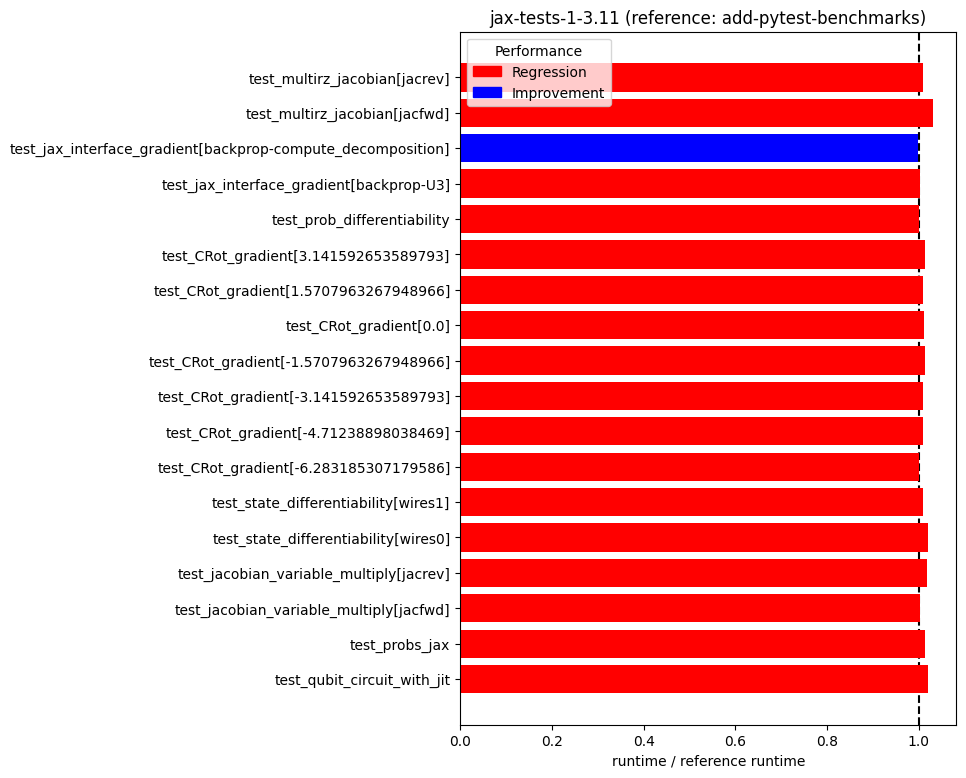 jax-tests-1-3.11 (reference: add-pytest-benchmarks)
Performance
Regression
Improvement
test_multirz_jacobian[jacrev]
test_multirz_jacobian[jacfwd]
test_jax_interface_gradient[backprop-compute_decomposition]
test_jax_interface_gradient[backprop-U3]
test_prob_differentiability
test_CRot_gradient[3.141592653589793]
test_CRot_gradient[1.5707963267948966]
test_CRot_gradient[0.0]
test_CRot_gradient[-1.5707963267948966]
test_CRot_gradient[-3.141592653589793]
test_CRot_gradient[-4.71238898038469]
test_CRot_gradient[-6.283185307179586]
test_state_differentiability[wires1]
test_state_differentiability[wires0]
test_jacobian_variable_multiply[jacrev]
test_jacobian_variable_multiply[jacfwd]
test_probs_jax
test_qubit_circuit_with_jit
0.0 0.2 0.4 0.6 0.8 1.0
runtime / reference runtime